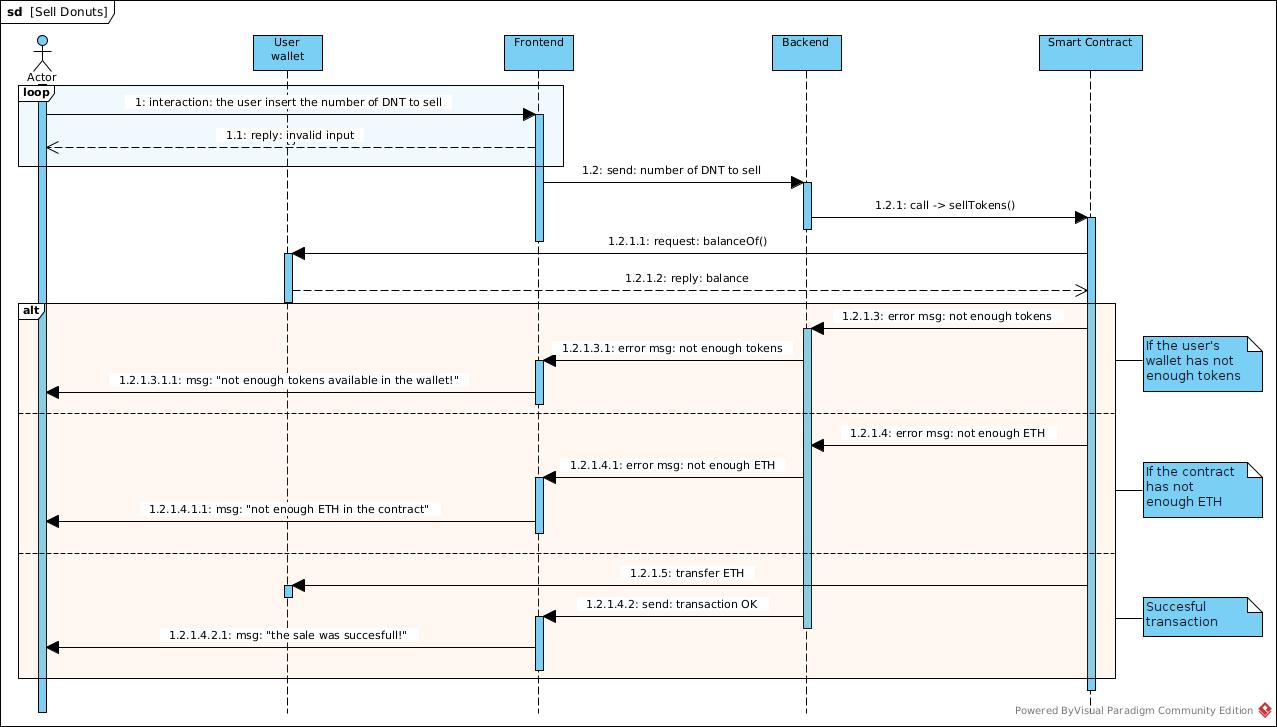 sd [Sell Donuts]
User
wallet
Frontend
Backend
Smart Contract
Actor
loop
1: interaction: the user insert the number of DNT to sell
1.1: reply: invalid input
1.2: send: number of DNT to sell
1.2.1: call -> sellTokens()
1.2.1.1: request: balanceOf()
1.2.1.2: reply: balance
alt
1.2.1.3: error msg: not enough tokens
1.2.1.3.1: error msg: not enough tokens
1.2.1.3.1.1: msg: "not enough tokens available in the wallet!"
If the user's
wallet has not
enough tokens
1.2.1.4: error msg: not enough ETH
1.2.1.4.1: error msg: not enough ETH
1.2.1.4.1.1: msg: "not enough ETH in the contract"
If the contract
has not
enough ETH
1.2.1.5: transfer ETH
1.2.1.4.2: send: transaction OK
1.2.1.4.2.1: msg: "the sale was succesfull!"
Succesful
transaction
Powered ByVisual Paradigm Community Edition